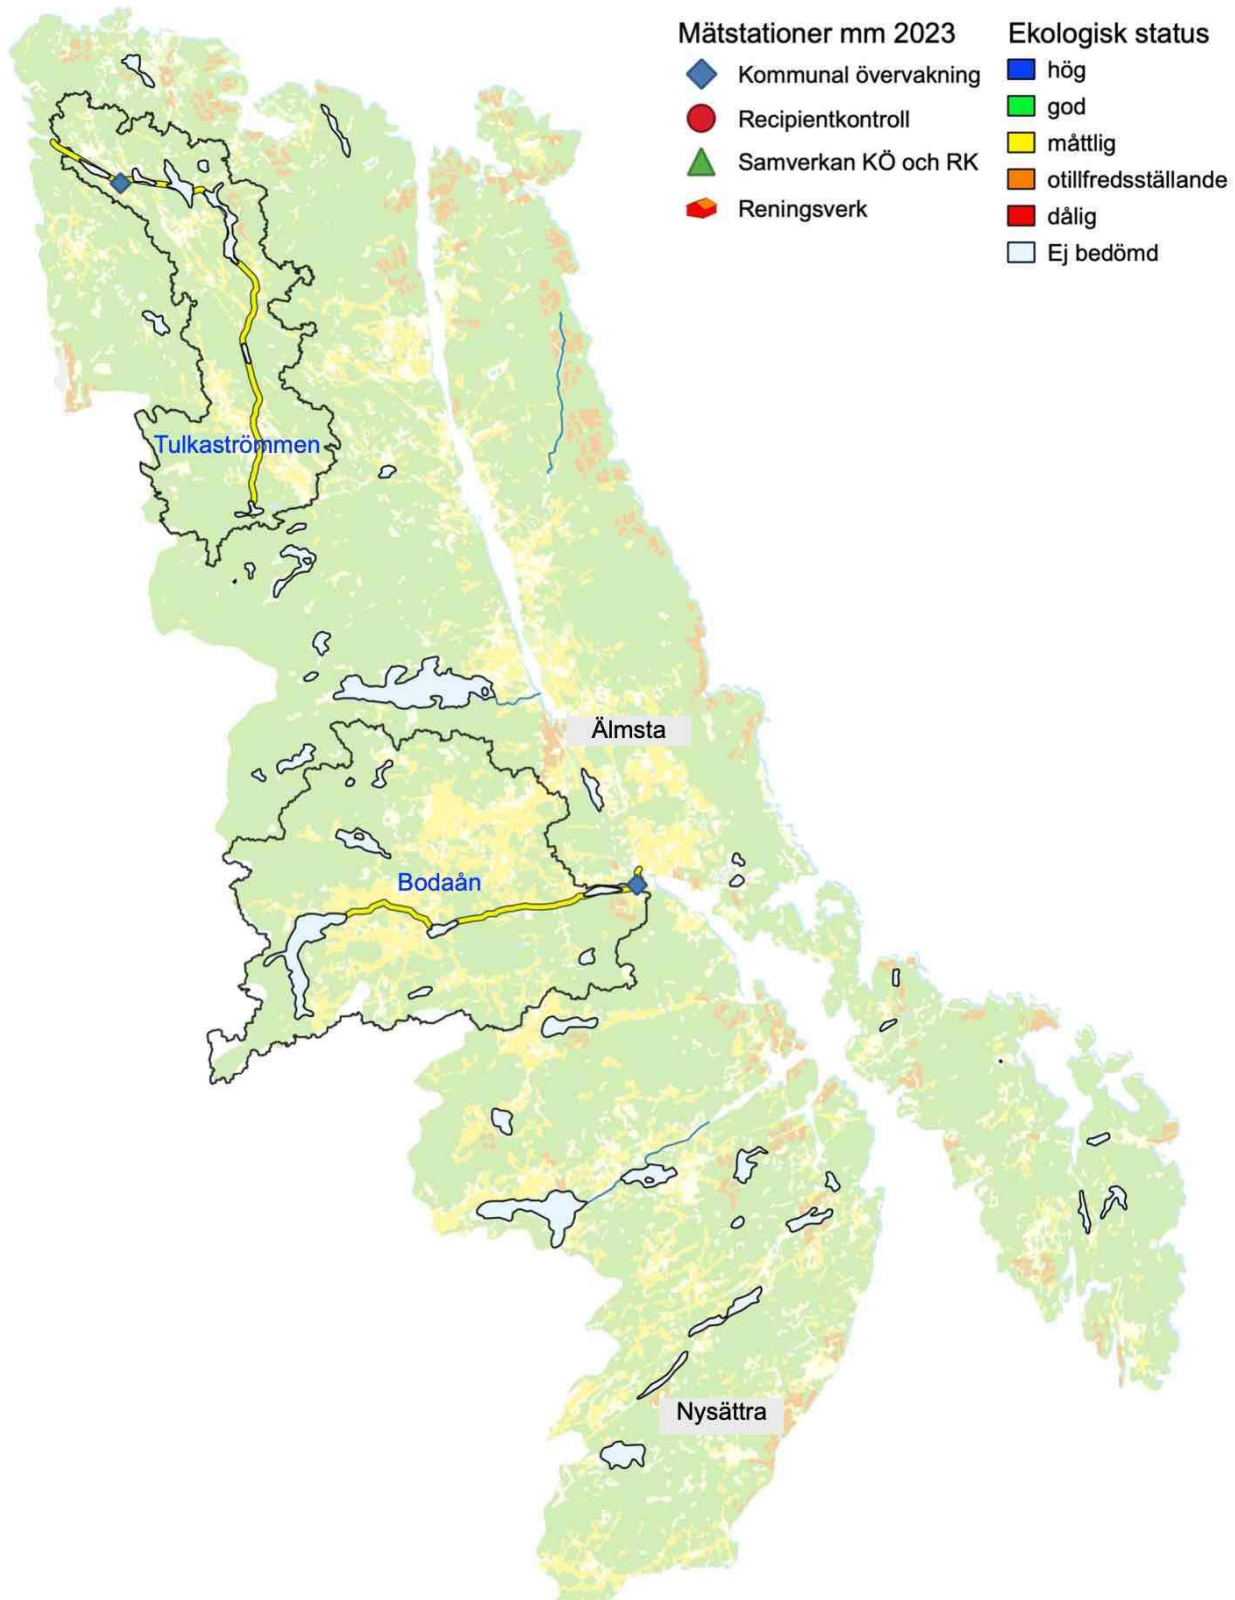 Mätstationer mm 2023
Kommunal övervakning
Recipientkontroll
Samverkan KÖ och RK
Reningsverk
Ekologisk status
hög
god
måttlig
otillfredsställande
dålig
Ej bedömd
Tulkaströmmen
Älmsta
Bodaån
Nysättra